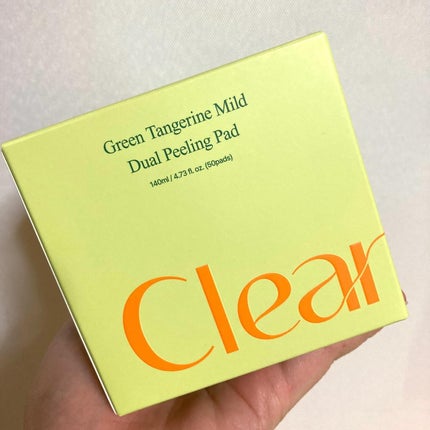 Green Tangerine Mild
Dual Peeling Pad
140ml / 4.73 fl. oz. (50pads)
Clear